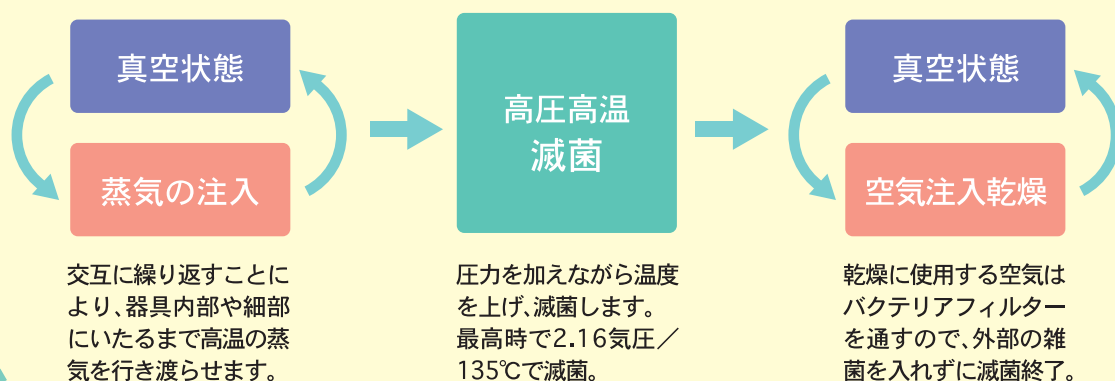 真空状態
蒸気の注入
交互に繰り返すことに
より、器具内部や細部
にいたるまで高温の蒸
気を行き渡らせます。
高圧高温
滅菌
圧力を加えながら温度
を上げ、滅菌します。
最高時で2.16気圧／
135℃で滅菌。
真空状態
空気注入乾燥
乾燥に使用する空気は
バクテリアフィルター
を通すので、外部の雑
菌を入れずに滅菌終了。